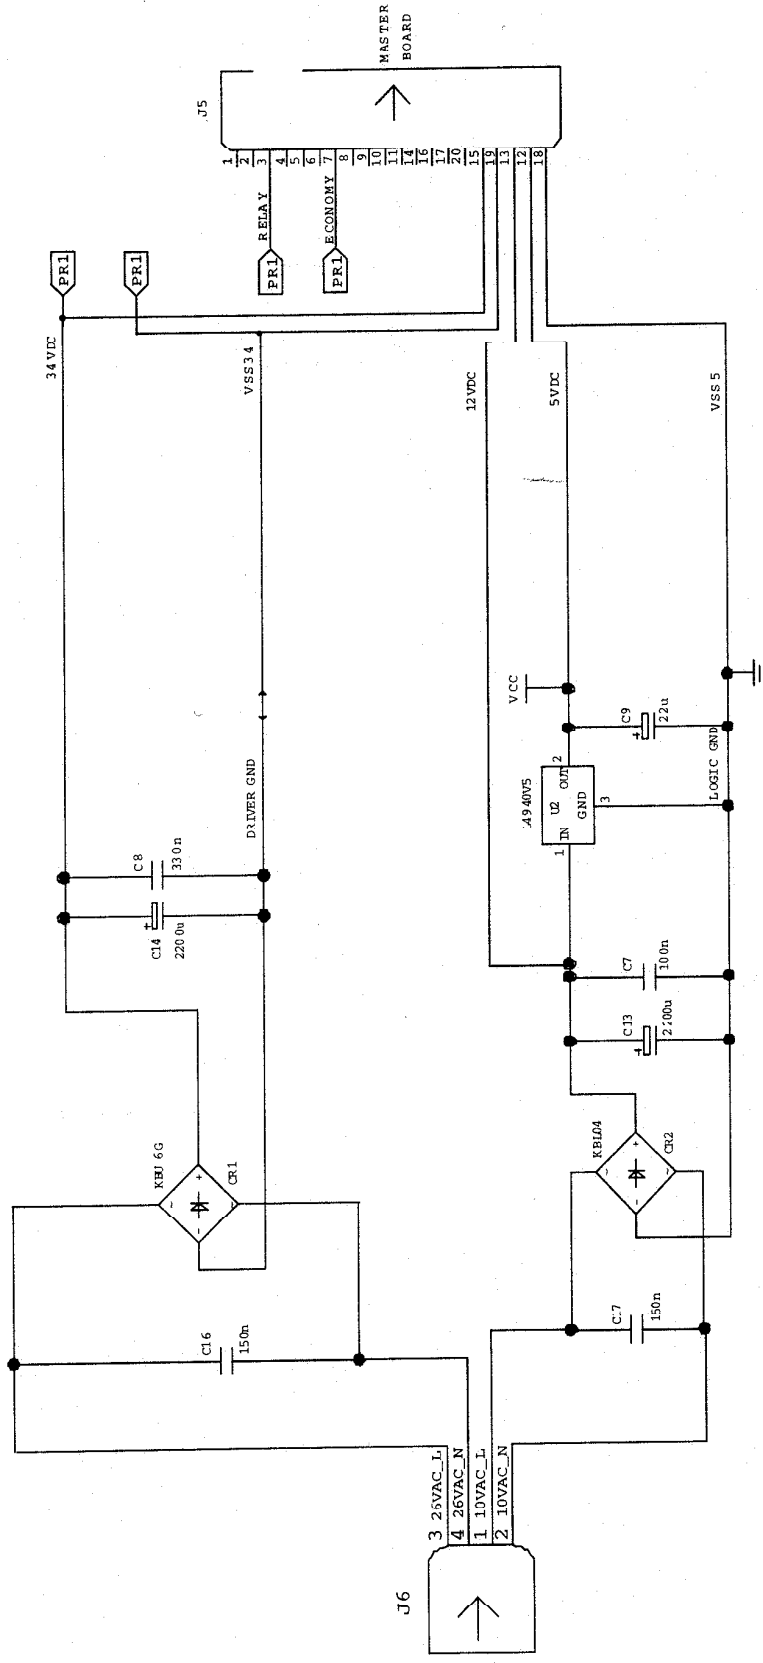 MASTER
BOARD
J5
1
2
3
4
5
6
7
8
9
10
11
14
16
17
20
15
19
13
12
18
RELAY
ECONOMY
PR1
PR1
PR1
PR1
34VDC
VSS34
12VDC
5VDC
VSS5
VCC
DRIVER GND
LOGIC GND
C8
330n
C14
2200u
C9
22u
U2
IN
OUT
GND
1
2
3
C7
100n
C13
KBU 6G
CR1
KBL04
CR2
C16
150n
150n
3 26VAC_L
4 26VAC_N
1 10VAC_L
2 10VAC_N
J6